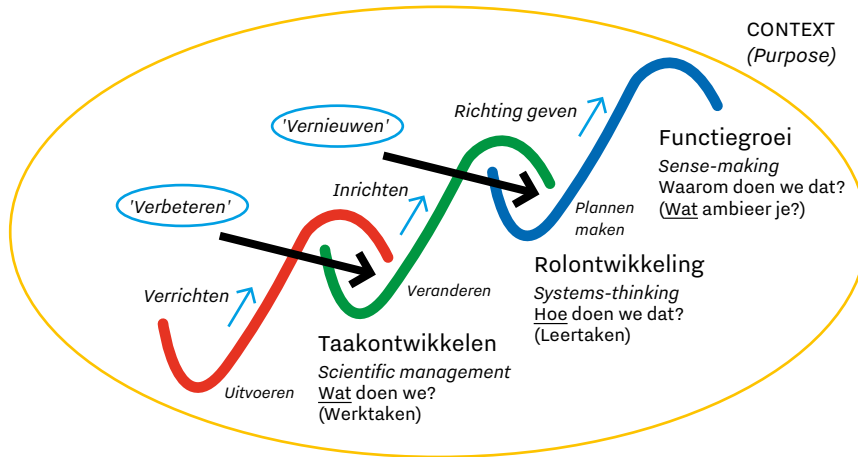 CONTEXT
(Purpose)
Richting geven
'Vernieuwen'
Functiegroei
Sense-making
Waarom doen we dat?
(Wat ambieer je?)
Inrichten
'Verbeteren'
Plannen
maken
Rolontwikkeling
Systems-thinking
Hoe doen we dat?
(Leertaken)
Verrichten
Veranderen
Taakontwikkelen
Scientific management
Wat doen we?
(Werktaken)
Uitvoeren